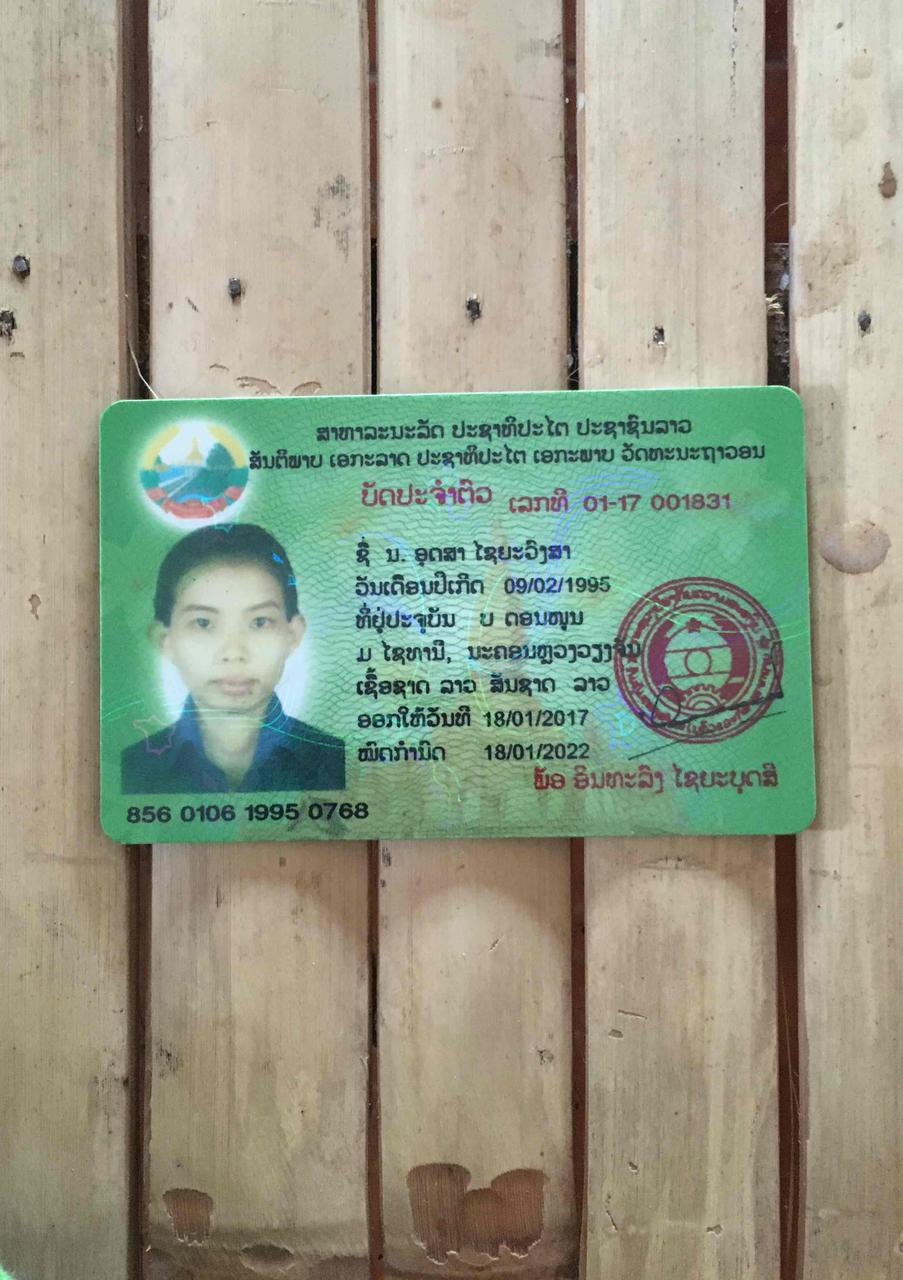 ສາທາລະນະລັດ ປະຊາທິປະໄຕ ປະຊາຊົນລາວ
ສັນຕິພາບ ເອກະລາດ ປະຊາທິປະໄຕ ເອກະພາບ ວັດທະນະຖາວອນ
ບັດປະຈຳຕົວ ເລກທີ 01-17 001831
ຊື່ ນ. ອຸດສາ ໄຊຍະວົງສາ
ວັນເດືອນປີເກີດ 09/02/1995
ທີ່ຢູ່ປະຈຸບັນ ບ ດອນໜູນ
ມ ໄຊທານີ, ນະຄອນຫຼວງວຽງຈັນ
ເຊື້ອຊາດ ລາວ ສັນຊາດ ລາວ
ອອກໃຫ້ວັນທີ 18/01/2017
ໝົດກຳນົດ 18/01/2022
ພັອ ອິນທະລົງ ໄຊຍະບຸດສີ
856 0106 1995 0768